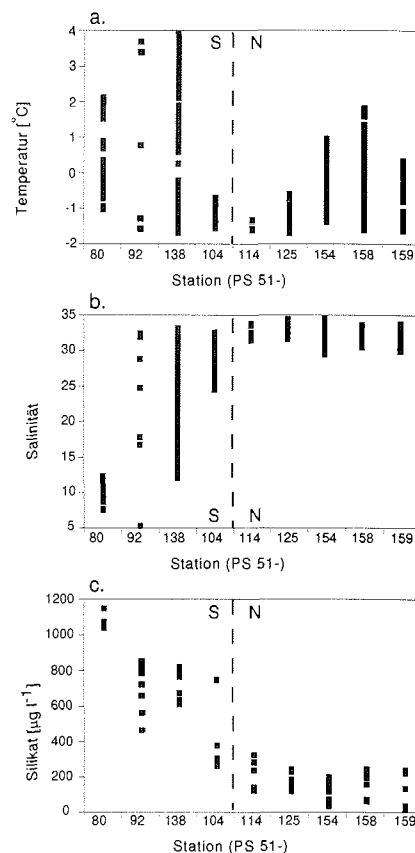 a.
S N
Temperatur [°C]
4
3
2
1
0
-1
-2
80 92 138 104 114 125 154 158 159
Station (PS 51-)
b.
Salinität
35
30
25
20
15
10
5
S N
80 92 138 104 114 125 154 158 159
Station (PS 51-)
c.
S N
Silikat [µg l⁻¹]
1200
1000
800
600
400
200
0
80 92 138 104 114 125 154 158 159
Station (PS 51-)